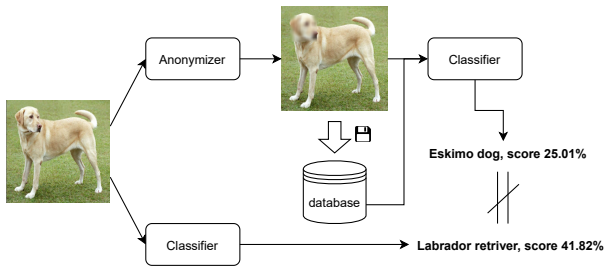 Anonymizer
Classifier
Eskimo dog, score 25.01%
database
Classifier
Labrador retriver, score 41.82%